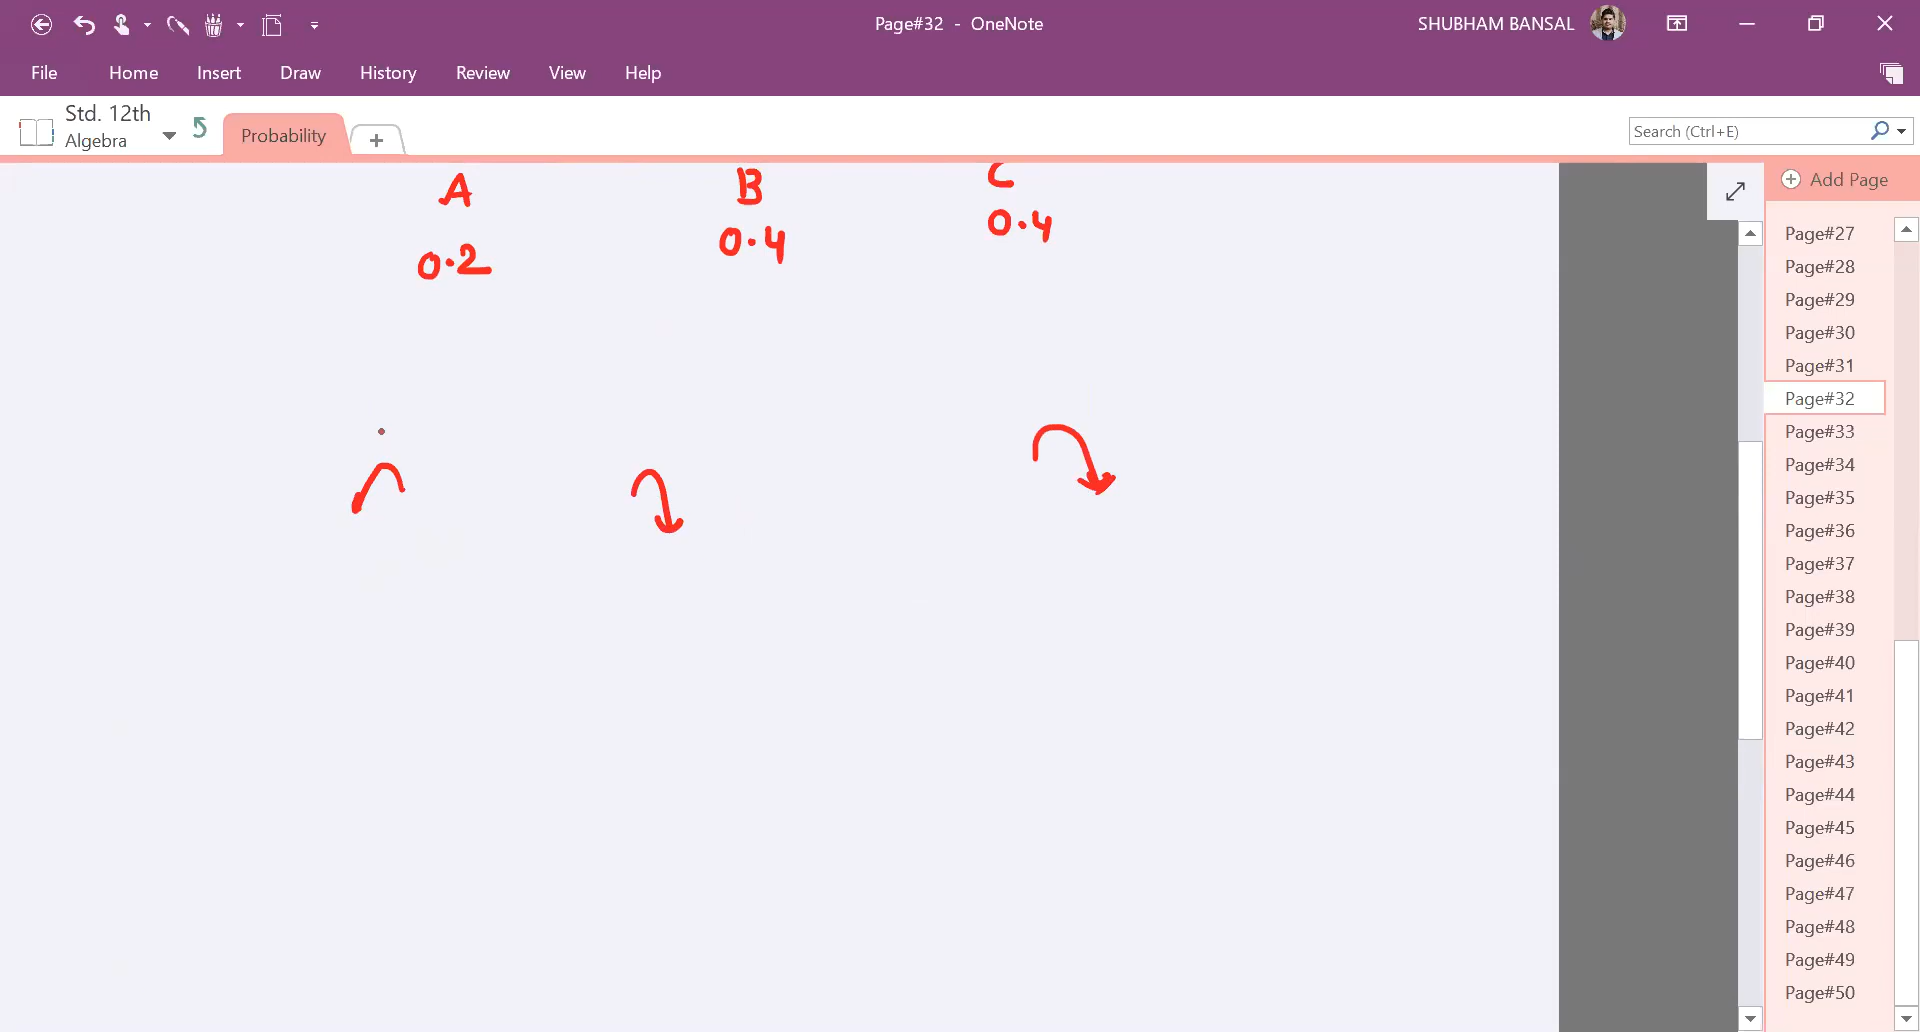 Page#32 - OneNote
SHUBHAM BANSAL
File Home Insert Draw History Review View Help
Std. 12th
Algebra
Probability
+
Search (Ctrl+E)
A B C
0.2 0.4 0.4
Add Page
Page#27
Page#28
Page#29
Page#30
Page#31
Page#32
Page#33
Page#34
Page#35
Page#36
Page#37
Page#38
Page#39
Page#40
Page#41
Page#42
Page#43
Page#44
Page#45
Page#46
Page#47
Page#48
Page#49
Page#50